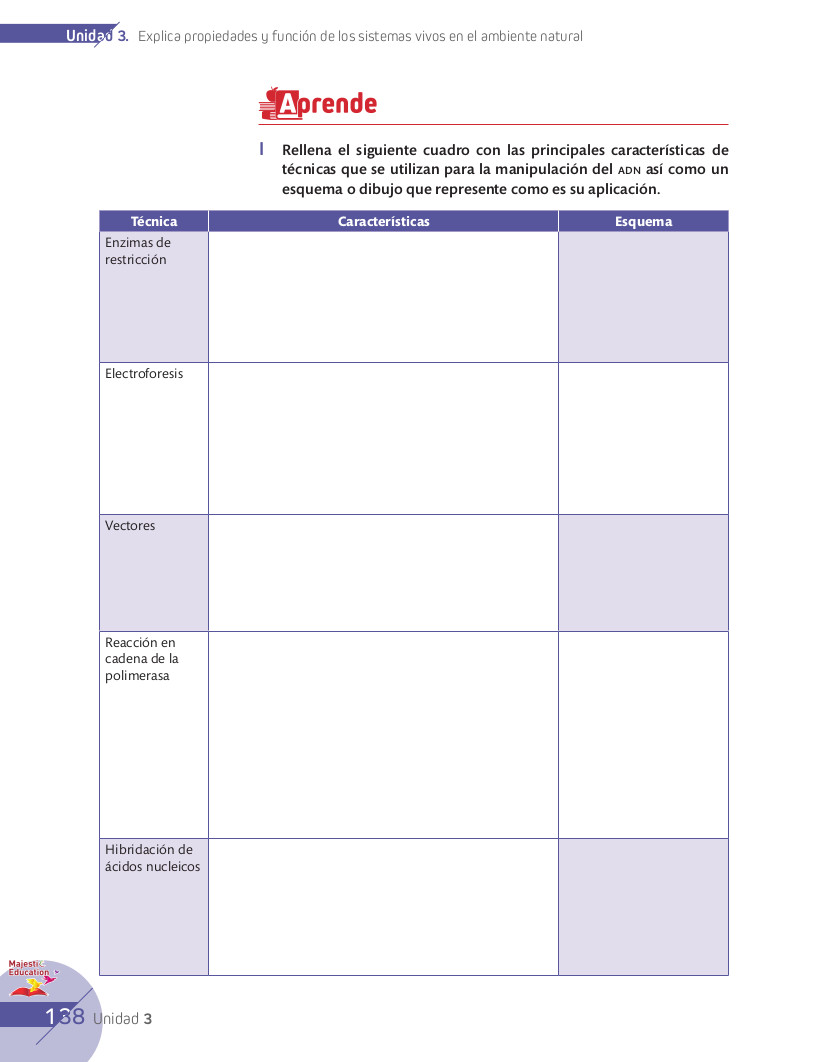 Unidad 3. Explica propiedades y función de los sistemas vivos en el ambiente natural
Aprende
I Rellena el siguiente cuadro con las principales características de
técnicas que se utilizan para la manipulación del ADN así como un
esquema o dibujo que represente como es su aplicación.
Técnica Características Esquema
Enzimas de
restricción
Electroforesis
Vectores
Reacción en
cadena de la
polimerasa
Hibridación de
ácidos nucleicos
Majestic
Education
138 Unidad 3